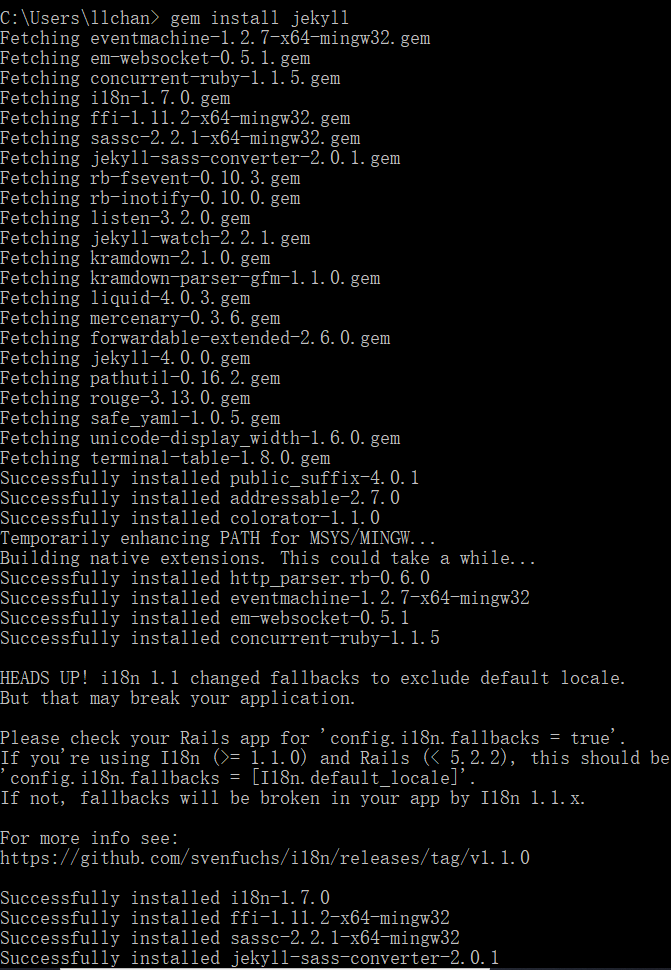 C:\Users\llchan> gem install jekyll
Fetching eventmachine-1.2.7-x64-mingw32.gem
Fetching em-websocket-0.5.1.gem
Fetching concurrent-ruby-1.1.5.gem
Fetching i18n-1.7.0.gem
Fetching ffi-1.11.2-x64-mingw32.gem
Fetching sassc-2.2.1-x64-mingw32.gem
Fetching jekyll-sass-converter-2.0.1.gem
Fetching rb-fsevent-0.10.3.gem
Fetching rb-inotify-0.10.0.gem
Fetching listen-3.2.0.gem
Fetching jekyll-watch-2.2.1.gem
Fetching kramdown-2.1.0.gem
Fetching kramdown-parser-gfm-1.1.0.gem
Fetching liquid-4.0.3.gem
Fetching mercenary-0.3.6.gem
Fetching forwardable-extended-2.6.0.gem
Fetching jekyll-4.0.0.gem
Fetching pathutil-0.16.2.gem
Fetching rouge-3.13.0.gem
Fetching safe_yaml-1.0.5.gem
Fetching unicode-display_width-1.6.0.gem
Fetching terminal-table-1.8.0.gem
Successfully installed public_suffix-4.0.1
Successfully installed addressable-2.7.0
Successfully installed colorator-1.1.0
Temporarily enhancing PATH for MSYS/MINGW...
Building native extensions. This could take a while...
Successfully installed http_parser.rb-0.6.0
Successfully installed eventmachine-1.2.7-x64-mingw32
Successfully installed em-websocket-0.5.1
Successfully installed concurrent-ruby-1.1.5
HEADS UP! i18n 1.1 changed fallbacks to exclude default locale.
But that may break your application.
Please check your Rails app for 'config.i18n.fallbacks = true'.
If you're using I18n (>= 1.1.0) and Rails (< 5.2.2), this should be
'config.i18n.fallbacks = [I18n.default_locale]'.
If not, fallbacks will be broken in your app by I18n 1.1.x.
For more info see:
https://github.com/svenfuchs/i18n/releases/tag/v1.1.0
Successfully installed i18n-1.7.0
Successfully installed ffi-1.11.2-x64-mingw32
Successfully installed sassc-2.2.1-x64-mingw32
Successfully installed jekyll-sass-converter-2.0.1